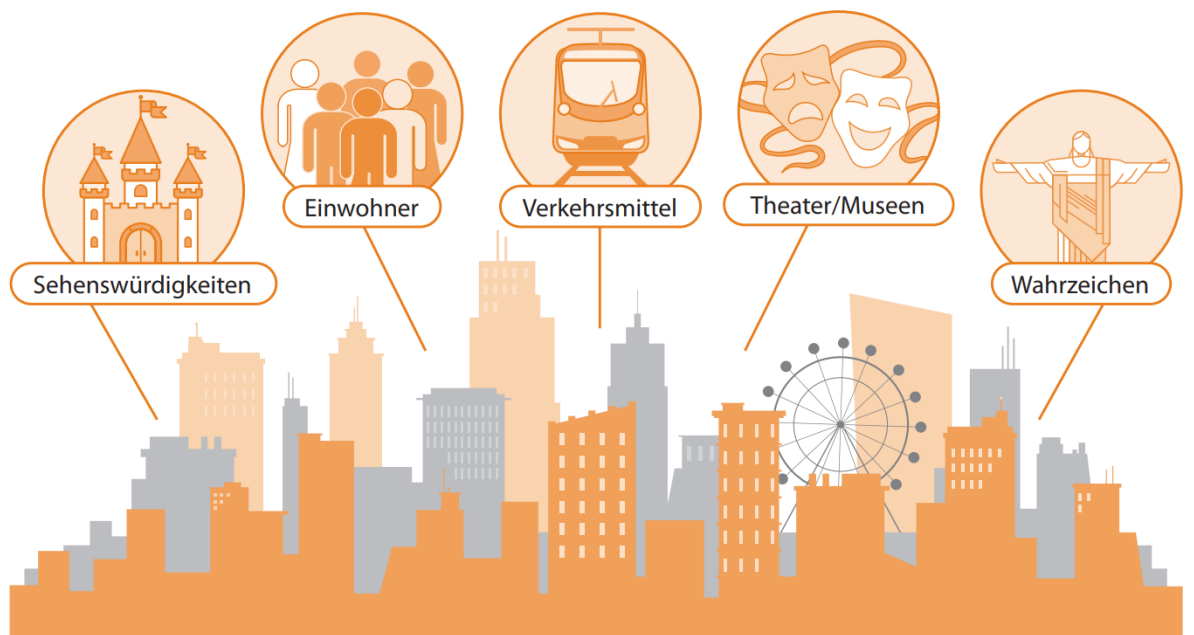 Sehenswürdigkeiten
Einwohner
Verkehrsmittel
Theater/Museen
Wahrzeichen